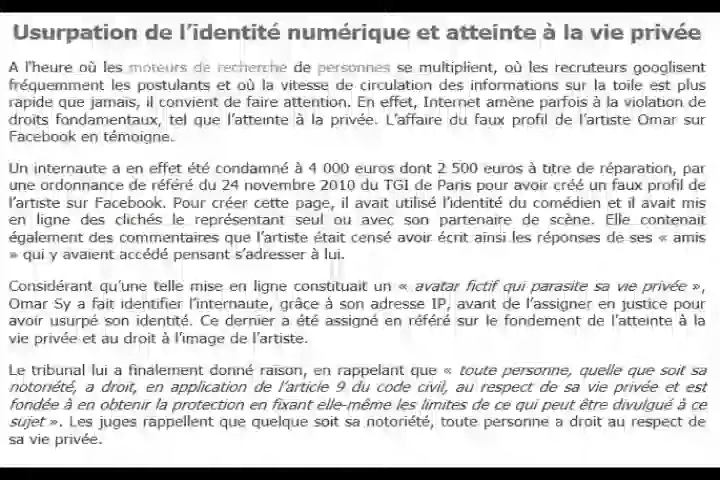 Usurpation de l'identité numérique et atteinte à la vie privée
A l'heure où les moteurs de recherche de personnes se multiplient, où les recruteurs googlisent
fréquemment les postulants et où la vitesse de circulation des informations sur la toile est plus
rapide que jamais, il convient de faire attention. En effet, Internet amène parfois à la violation de
droits fondamentaux, tel que l'atteinte à la privée. L'affaire du faux profil de l'artiste Omar sur
Facebook en témoigne.
Un internaute a en effet été condamné à 4 000 euros dont 2 500 euros à titre de réparation, par
une ordonnance de référé du 24 novembre 2010 du TGI de Paris pour avoir créé un faux profil de
l'artiste sur Facebook. Pour créer cette page, il avait utilisé l'identité du comédien et il avait mis
en ligne des clichés le représentant seul ou avec son partenaire de scène. Elle contenait
également des commentaires que l'artiste était censé avoir écrit ainsi les réponses de ses « amis
» qui y avaient accédé pensant s'adresser à lui.
Considérant qu'une telle mise en ligne constituait un « avatar fictif qui parasite sa vie privée »,
Omar Sy a fait identifier l'internaute, grâce à son adresse IP, avant de l'assigner en justice pour
avoir usurpé son identité. Ce dernier a été assigné en référé sur le fondement de l'atteinte à la
vie privée et au droit à l'image de l'artiste.
Le tribunal lui a finalement donné raison, en rappelant que « toute personne, quelle que soit sa
notoriété, a droit, en application de l'article 9 du code civil, au respect de sa vie privée et est
fondée à en obtenir la protection en fixant elle-même les limites de ce qui peut être divulgué à ce
sujet ». Les juges rappellent que quelque soit sa notoriété, toute personne a droit au respect de
sa vie privée.